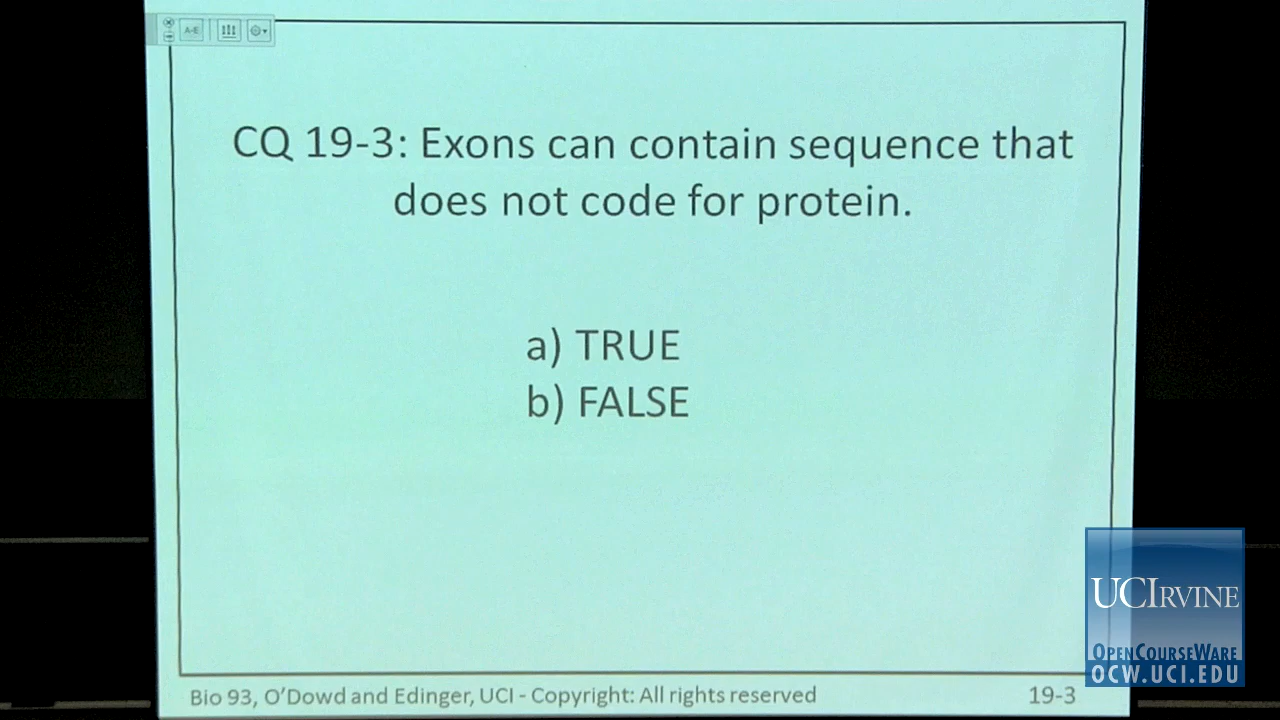 A-E
CQ 19-3: Exons can contain sequence that
does not code for protein.
a) TRUE
b) FALSE
UCIRVINE
OPENCOURSEWARE
OCW.UCI.EDU
Bio 93, O'Dowd and Edinger, UCI - Copyright: All rights reserved
19-3